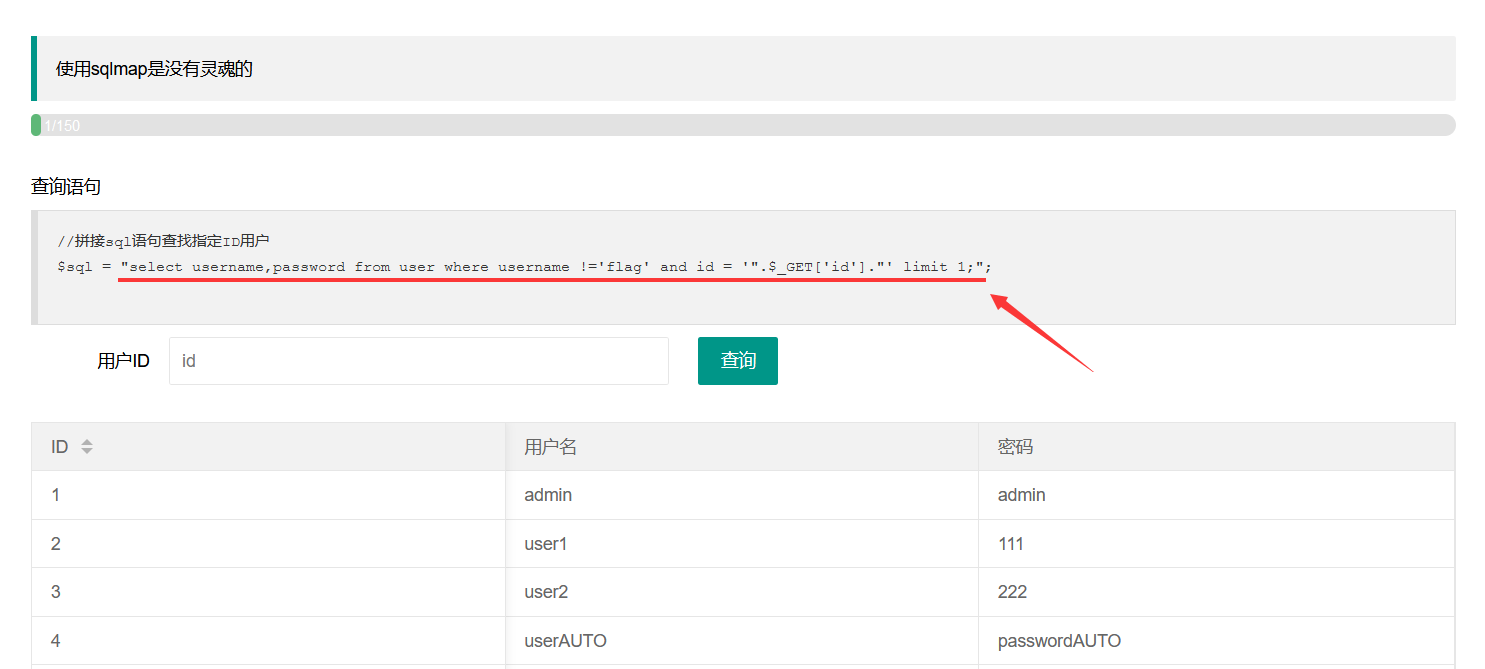 使用sqlmap是没有灵魂的
1/150
查询语句
//拼接sql语句查找指定ID用户
$sql = "select username,password from user where username !='flag' and id = '".$_GET['id']."' limit 1;";
用户ID id 查询
ID 用户名 密码
1 admin admin
2 user1 111
3 user2 222
4 userAUTO passwordAUTO